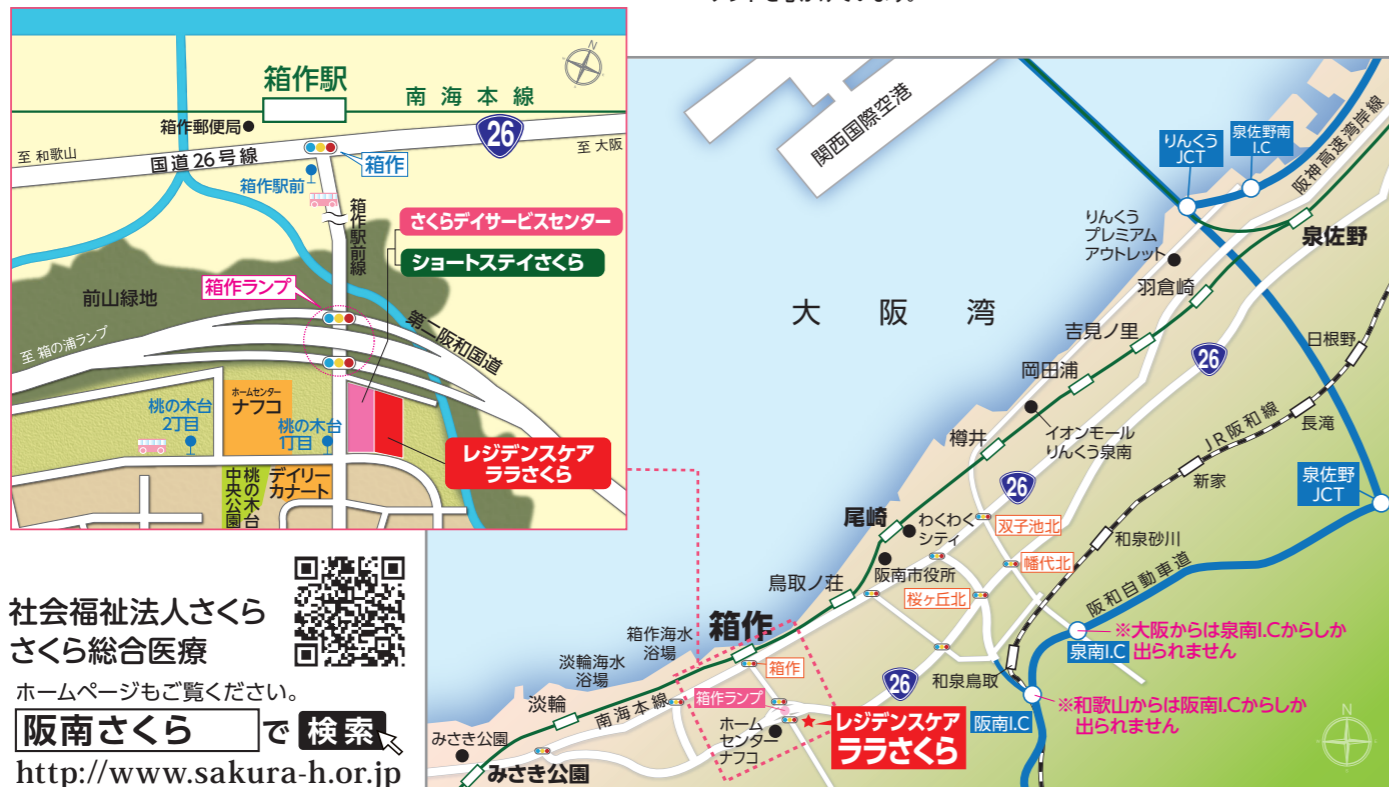 箱作駅
南海本線
箱作郵便局
26
至 和歌山
国道26号線
箱作
至 大阪
箱作駅前
箱作駅前線
さくらデイサービスセンター
ショートステイさくら
前山緑地
箱作ランプ
至 箱の浦ランプ
第二阪和国道
ホームセンター
ナフコ
桃の木台
2丁目
桃の木台
1丁目
レジデンスケア
ララさくら
桃の木台
中央公園
デイリー
カナート
N
関西国際空港
りんくう
JCT
泉佐野南
I.C
阪神高速湾岸線
りんくう
プレミアム
アウトレット
泉佐野
羽倉崎
大阪湾
吉見ノ里
26
日根野
岡田浦
長滝
イオンモール
りんくう泉南
JR阪和線
樽井
新家
26
泉佐野
JCT
尾崎
わくわく
シティ
双子池北
和泉砂川
幡代北
鳥取ノ荘
阪南市役所
桜ヶ丘北
阪和自動車道
箱作
箱作海水
浴場
※大阪からは泉南I.Cからしか
出られません
泉南I.C
淡輪海水
浴場
箱作
26
和泉鳥取
淡輪
南海本線
箱作ランプ
※和歌山からは阪南I.Cからしか
出られません
阪南I.C
ホーム
センター
ナフコ
レジデンスケア
ララさくら
みさき公園
みさき公園
N
社会福祉法人さくら
さくら総合医療
ホームページもご覧ください。
阪南さくら で 検索
http://www.sakura-h.or.jp